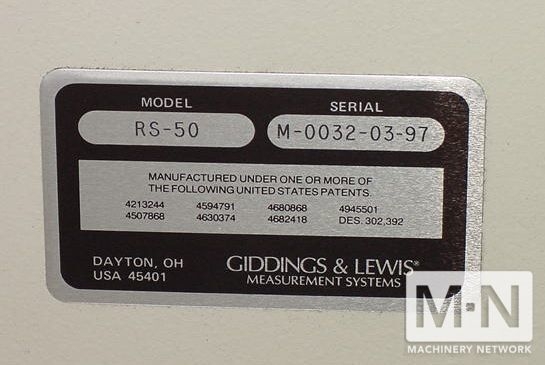 MODEL SERIAL
RS-50 M-0032-03-97
MANUFACTURED UNDER ONE OR MORE OF
THE FOLLOWING UNITED STATES PATENTS.
4213244 4594791 4680868 4945501
4507868 4630374 4682418 DES. 302,392
DAYTON, OH
USA 45401
GIDDINGS & LEWIS®
MEASUREMENT SYSTEMS
M·N
MACHINERY NETWORK